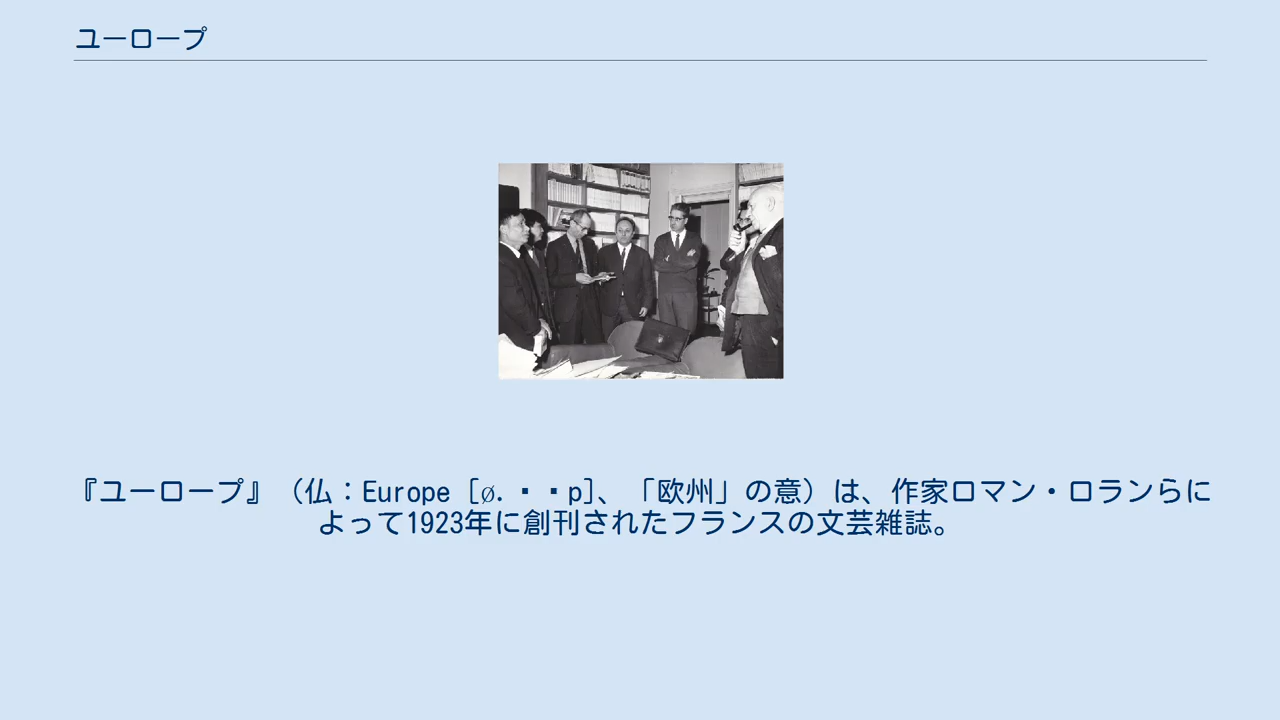 ユーロープ
『ユーロープ』（仏：Europe [ø.▪▪p]、「欧州」の意）は、作家ロマン・ロランらに
よって1923年に創刊されたフランスの文芸雑誌。